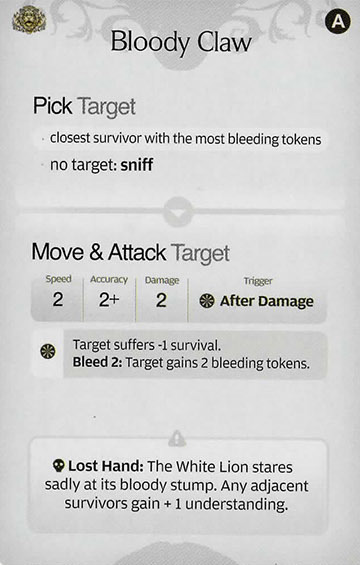 A
Bloody Claw
Pick Target
· closest survivor with the most bleeding tokens
· no target: sniff
Move & Attack Target
Speed Accuracy Damage Trigger
2 2+ 2 After Damage
Target suffers -1 survival.
Bleed 2: Target gains 2 bleeding tokens.
Lost Hand: The White Lion stares
sadly at its bloody stump. Any adjacent
survivors gain + 1 understanding.